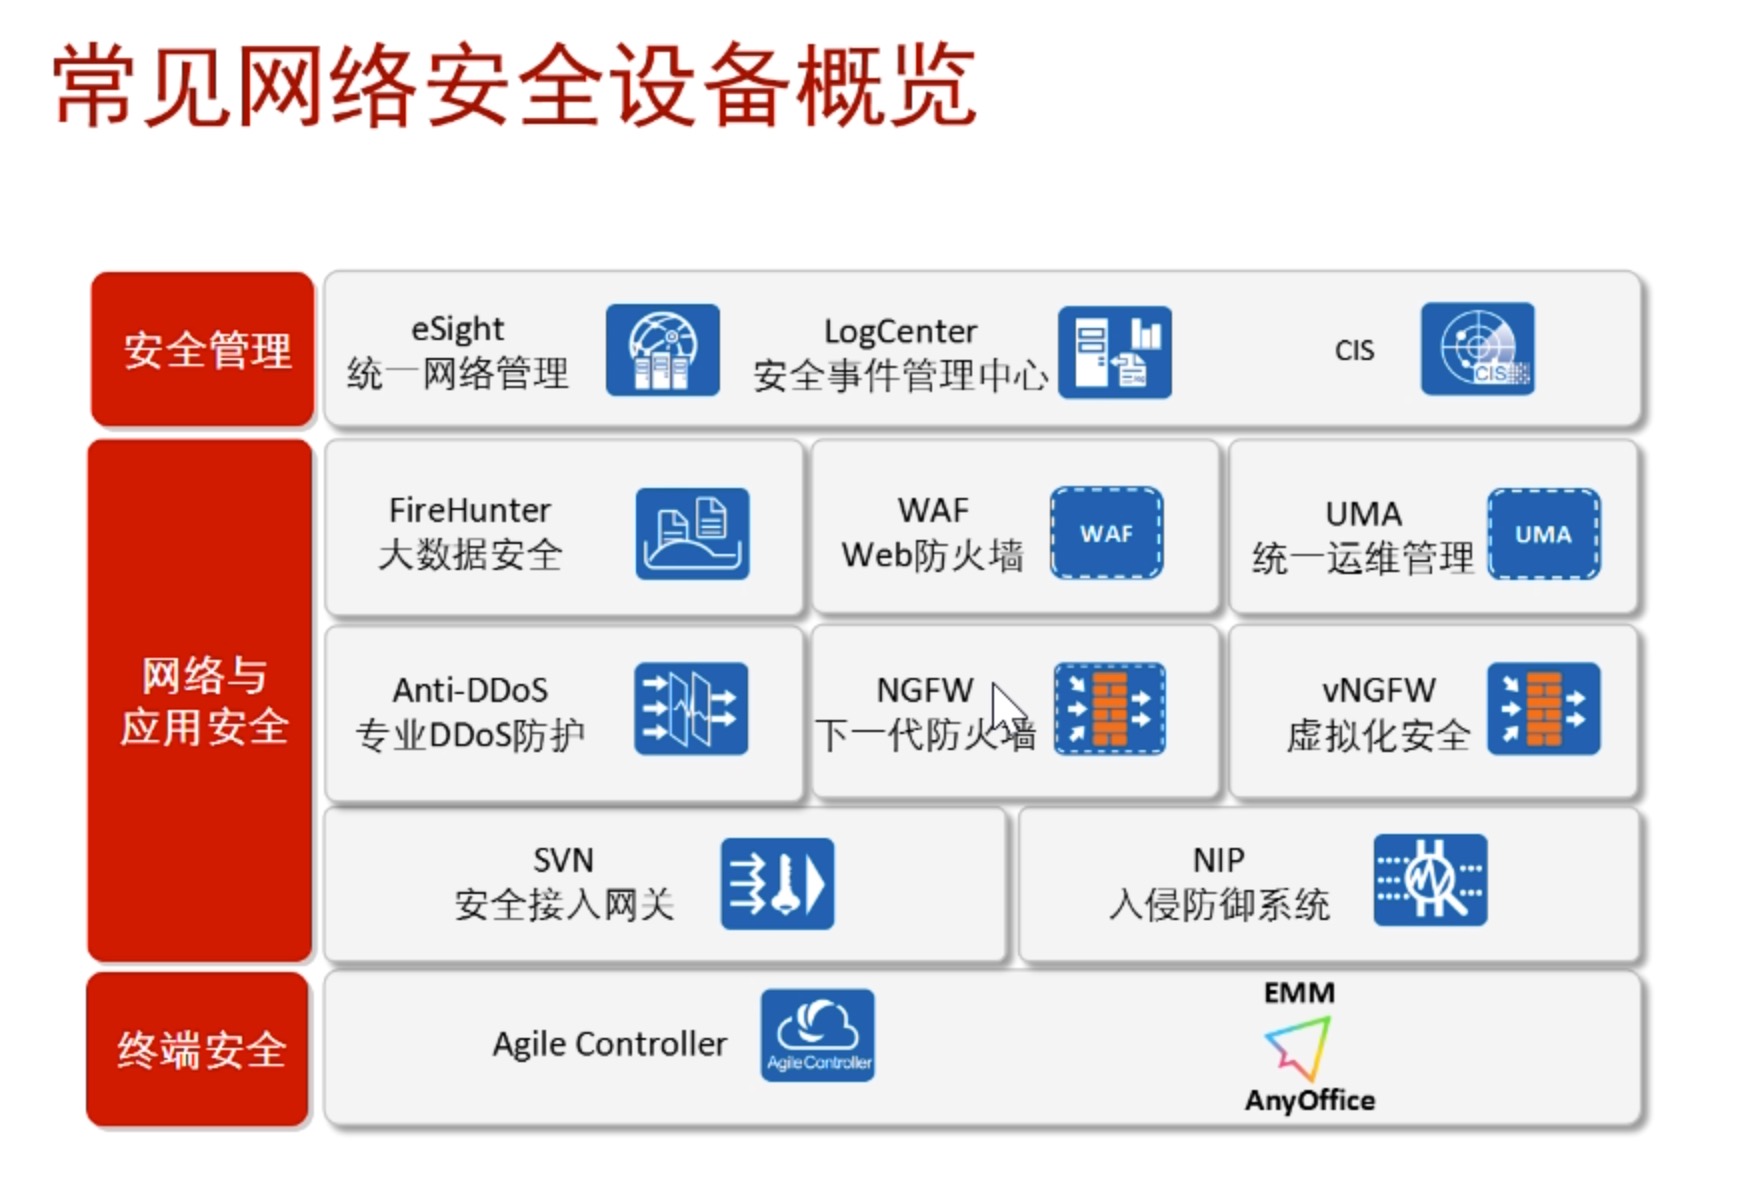 常见网络安全设备概览
安全管理
eSight
统一网络管理
LogCenter
安全事件管理中心
CIS
CIS
网络与
应用安全
FireHunter
大数据安全
WAF
Web防火墙
WAF
UMA
统一运维管理
UMA
Anti-DDoS
专业DDoS防护
NGFW
下一代防火墙
vNGFW
虚拟化安全
SVN
安全接入网关
NIP
入侵防御系统
终端安全
Agile Controller
Agile Controller
EMM
AnyOffice